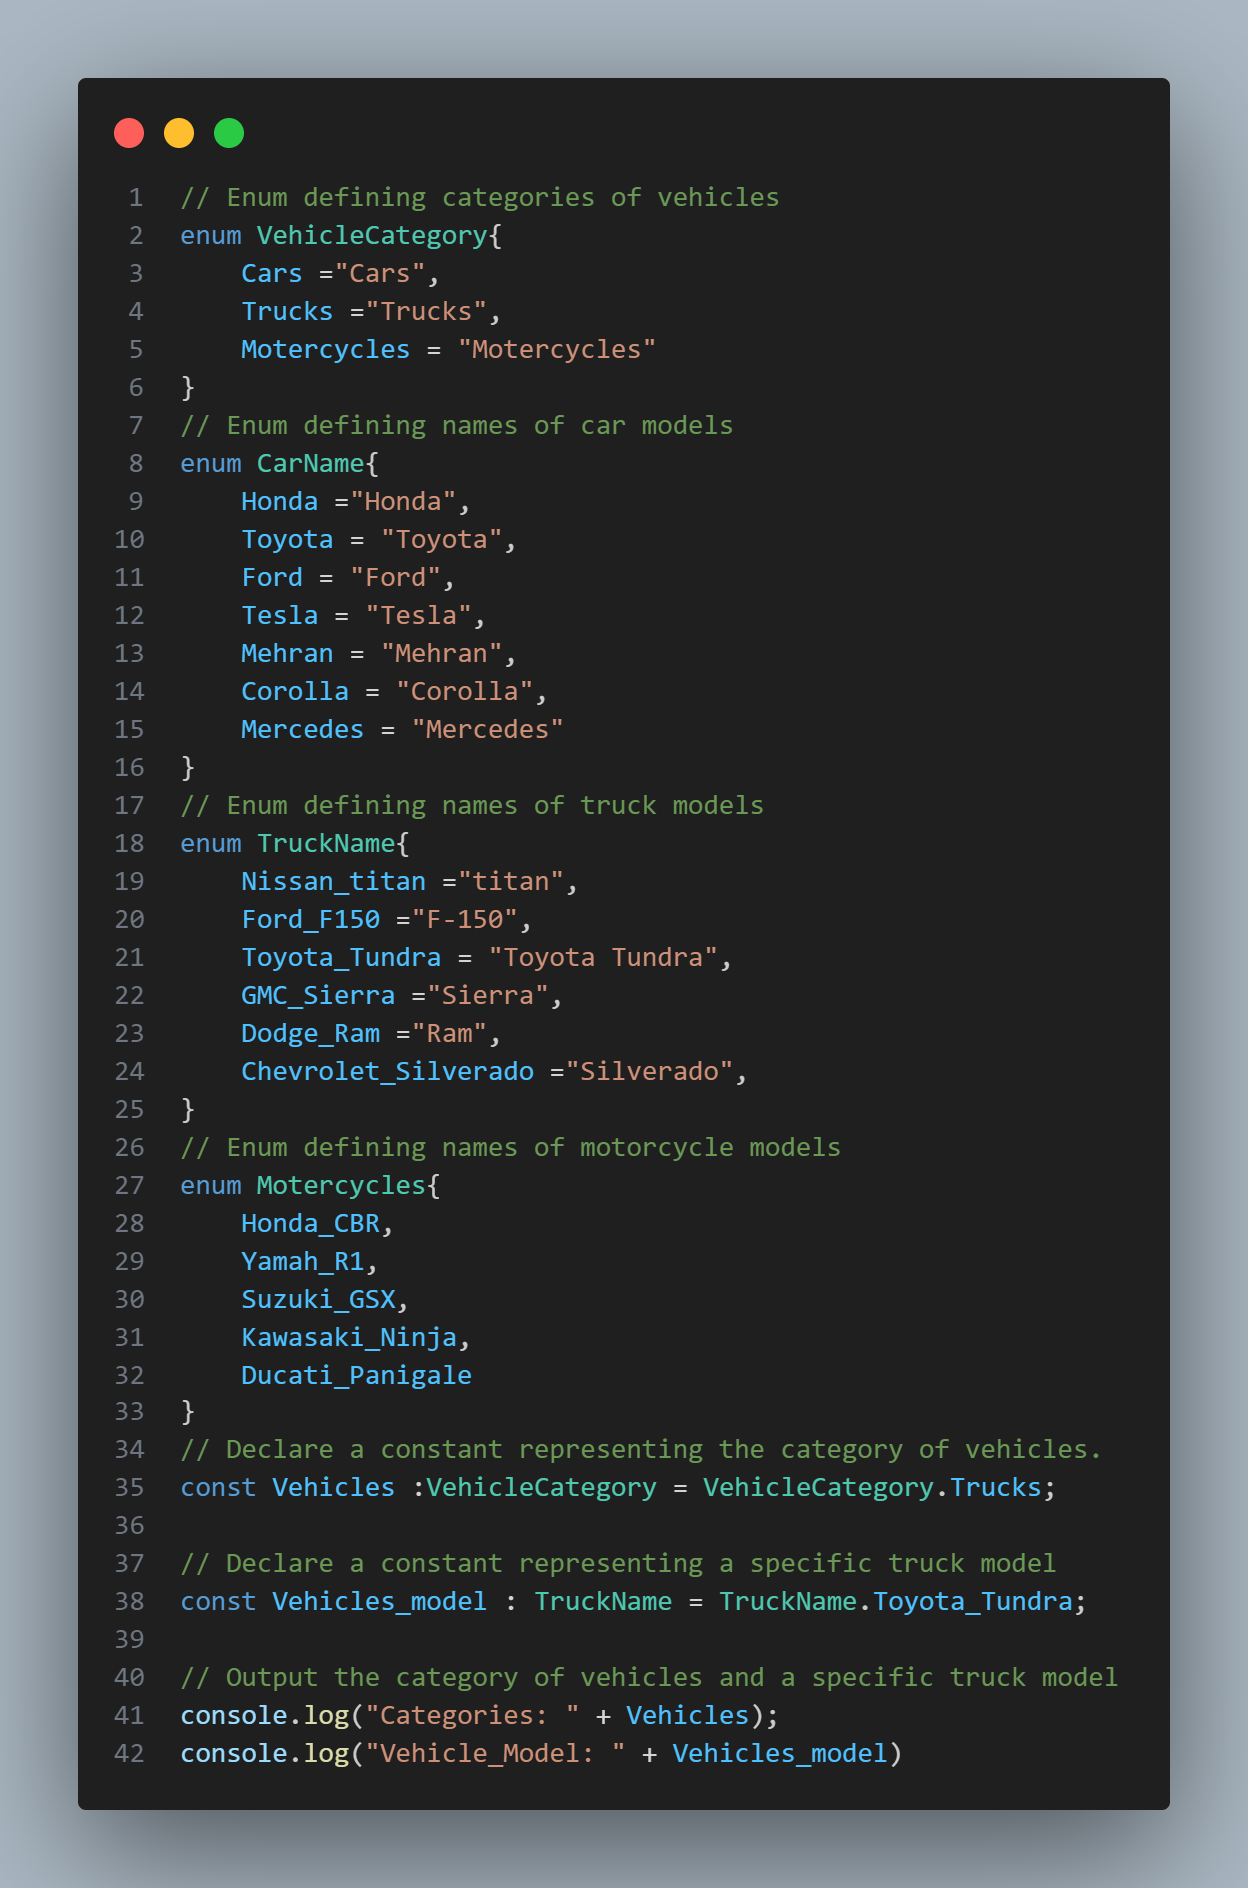 1 // Enum defining categories of vehicles
2 enum VehicleCategory{
3     Cars ="Cars",
4     Trucks ="Trucks",
5     Motercycles = "Motercycles"
6 }
7 // Enum defining names of car models
8 enum CarName{
9     Honda ="Honda",
10     Toyota = "Toyota",
11     Ford = "Ford",
12     Tesla = "Tesla",
13     Mehran = "Mehran",
14     Corolla = "Corolla",
15     Mercedes = "Mercedes"
16 }
17 // Enum defining names of truck models
18 enum TruckName{
19     Nissan_titan ="titan",
20     Ford_F150 ="F-150",
21     Toyota_Tundra = "Toyota Tundra",
22     GMC_Sierra ="Sierra",
23     Dodge_Ram ="Ram",
24     Chevrolet_Silverado ="Silverado",
25 }
26 // Enum defining names of motorcycle models
27 enum Motercycles{
28     Honda_CBR,
29     Yamah_R1,
30     Suzuki_GSX,
31     Kawasaki_Ninja,
32     Ducati_Panigale
33 }
34 // Declare a constant representing the category of vehicles.
35 const Vehicles :VehicleCategory = VehicleCategory.Trucks;
36
37 // Declare a constant representing a specific truck model
38 const Vehicles_model : TruckName = TruckName.Toyota_Tundra;
39
40 // Output the category of vehicles and a specific truck model
41 console.log("Categories: " + Vehicles);
42 console.log("Vehicle_Model: " + Vehicles_model)